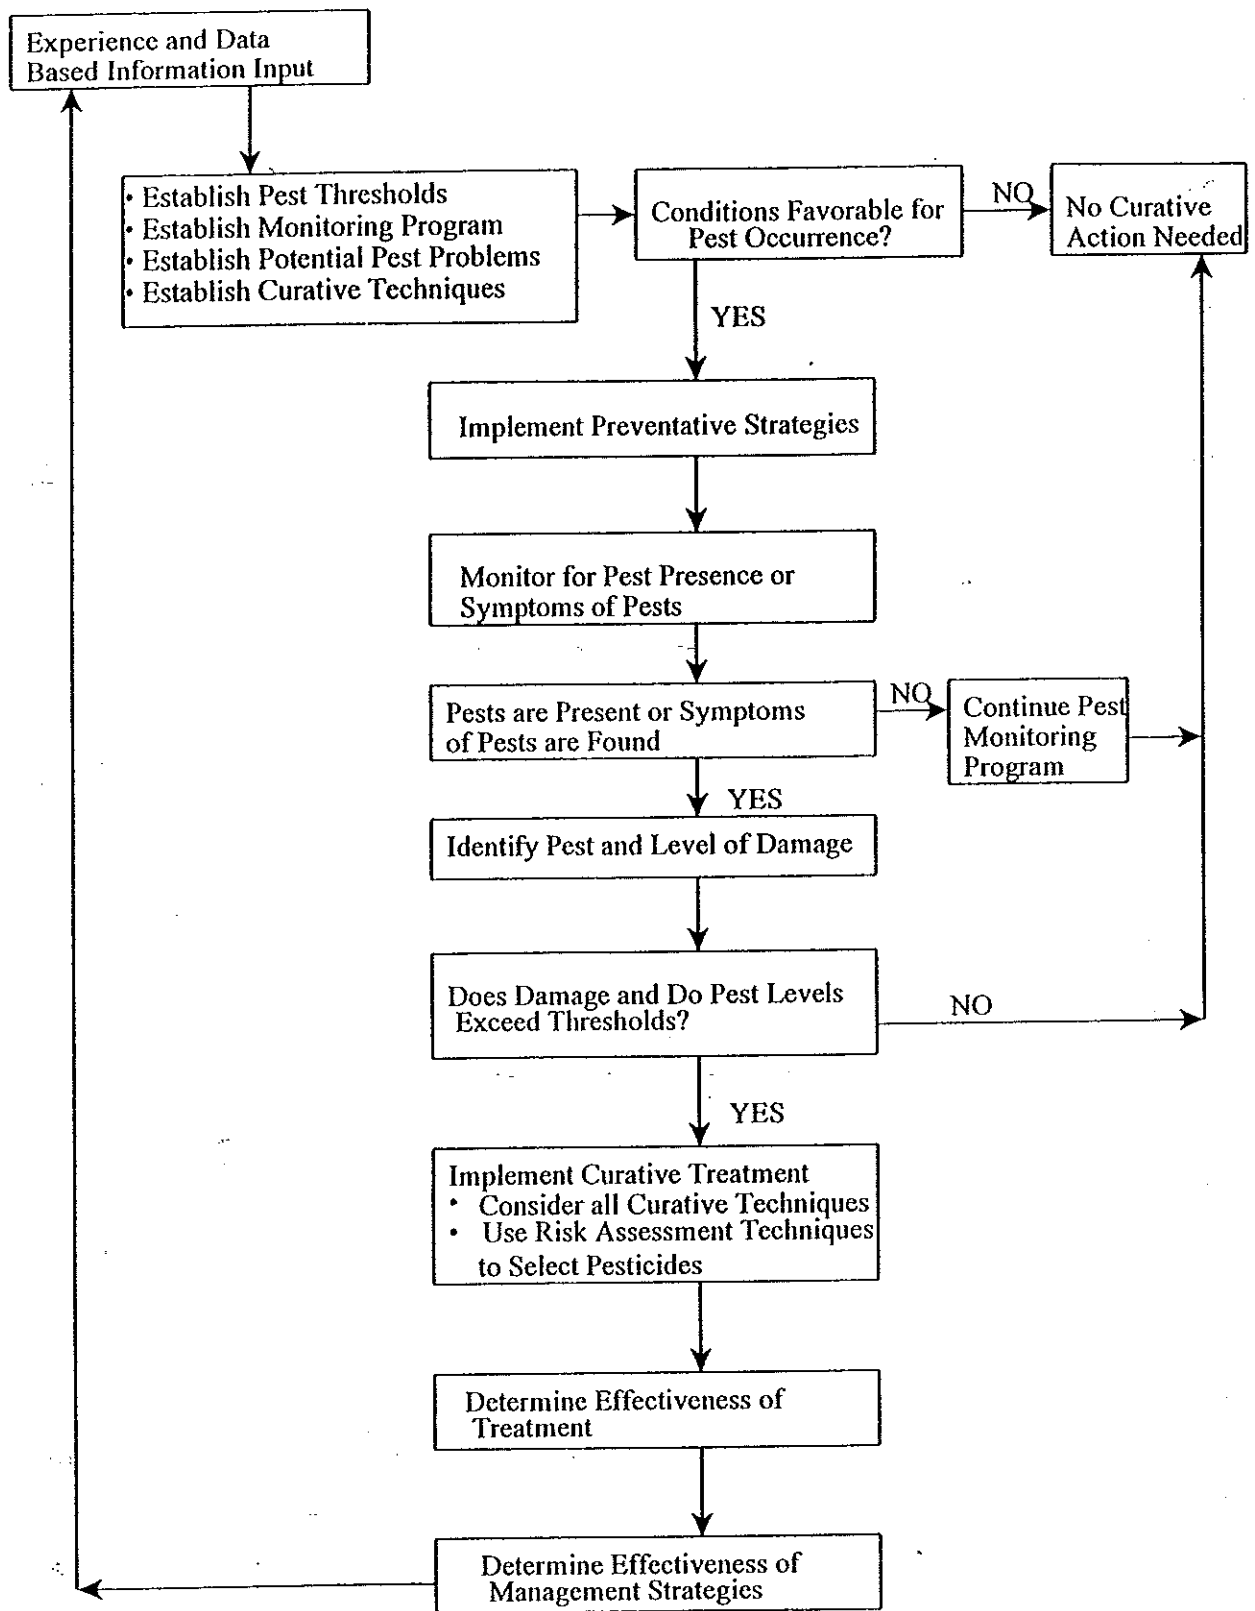 Experience and Data
Based Information Input
• Establish Pest Thresholds
• Establish Monitoring Program
• Establish Potential Pest Problems
• Establish Curative Techniques
Conditions Favorable for
Pest Occurrence?
NO
No Curative
Action Needed
YES
Implement Preventative Strategies
Monitor for Pest Presence or
Symptoms of Pests
Pests are Present or Symptoms
of Pests are Found
NO
Continue Pest
Monitoring
Program
YES
Identify Pest and Level of Damage
Does Damage and Do Pest Levels
Exceed Thresholds?
NO
YES
Implement Curative Treatment
• Consider all Curative Techniques
• Use Risk Assessment Techniques
to Select Pesticides
Determine Effectiveness of
Treatment
Determine Effectiveness of
Management Strategies